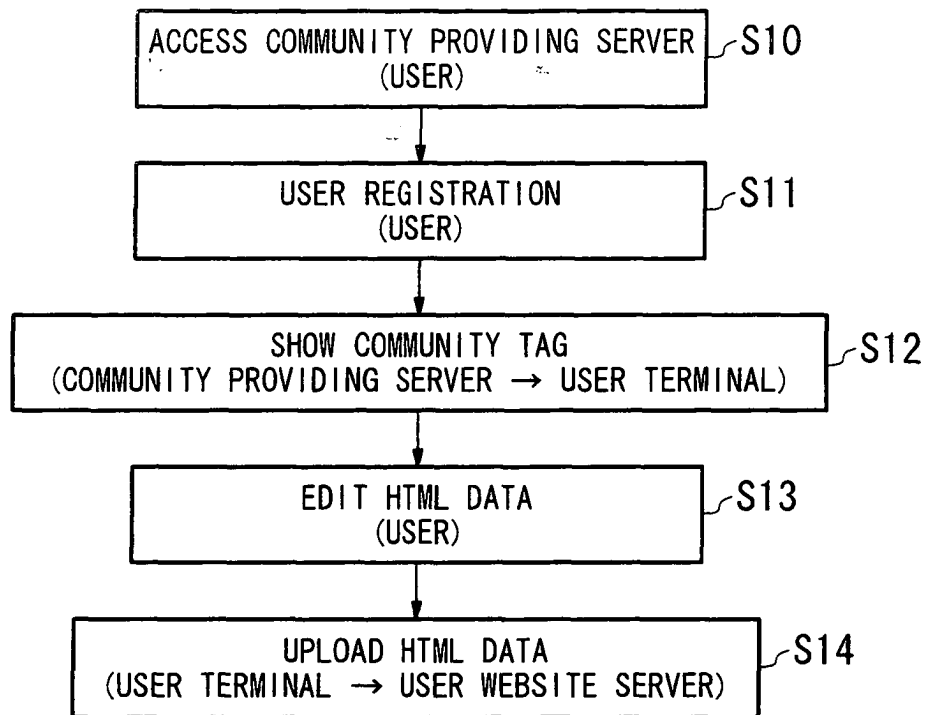 ACCESS COMMUNITY PROVIDING SERVER
(USER)
S10
USER REGISTRATION
(USER)
S11
SHOW COMMUNITY TAG
(COMMUNITY PROVIDING SERVER → USER TERMINAL)
S12
EDIT HTML DATA
(USER)
S13
UPLOAD HTML DATA
(USER TERMINAL → USER WEBSITE SERVER)
S14